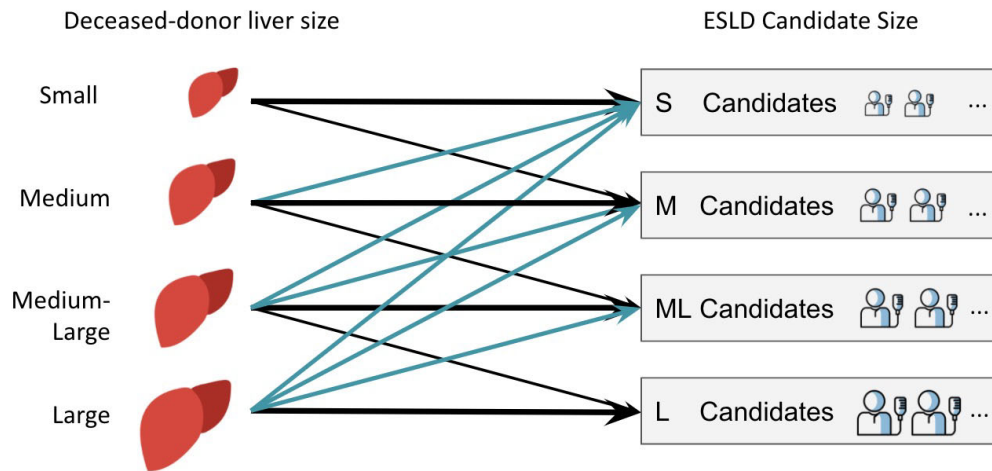 Deceased-donor liver size
ESLD Candidate Size
Small
S Candidates ...
Medium
M Candidates ...
Medium-
Large
ML Candidates ...
Large
L Candidates ...